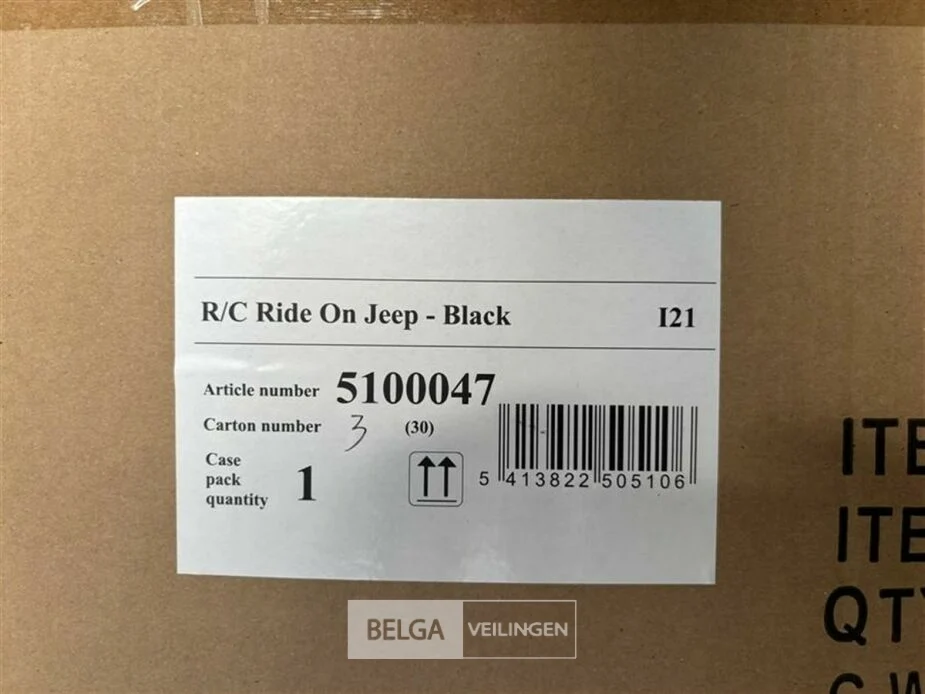 R/C Ride On Jeep - Black I21
Article number 5100047
Carton number 3 (30)
Case
pack
quantity 1
5 413822 505106
ITE
ITE
QTY
BELGA VEILINGEN